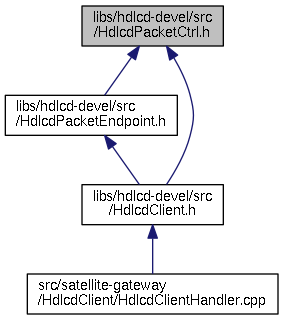 libs/hdlcd-devel/src
/HdlcdPacketCtrl.h
libs/hdlcd-devel/src
/HdlcdPacketEndpoint.h
libs/hdlcd-devel/src
/HdlcdClient.h
src/satellite-gateway
/HdlcdClient/HdlcdClientHandler.cpp